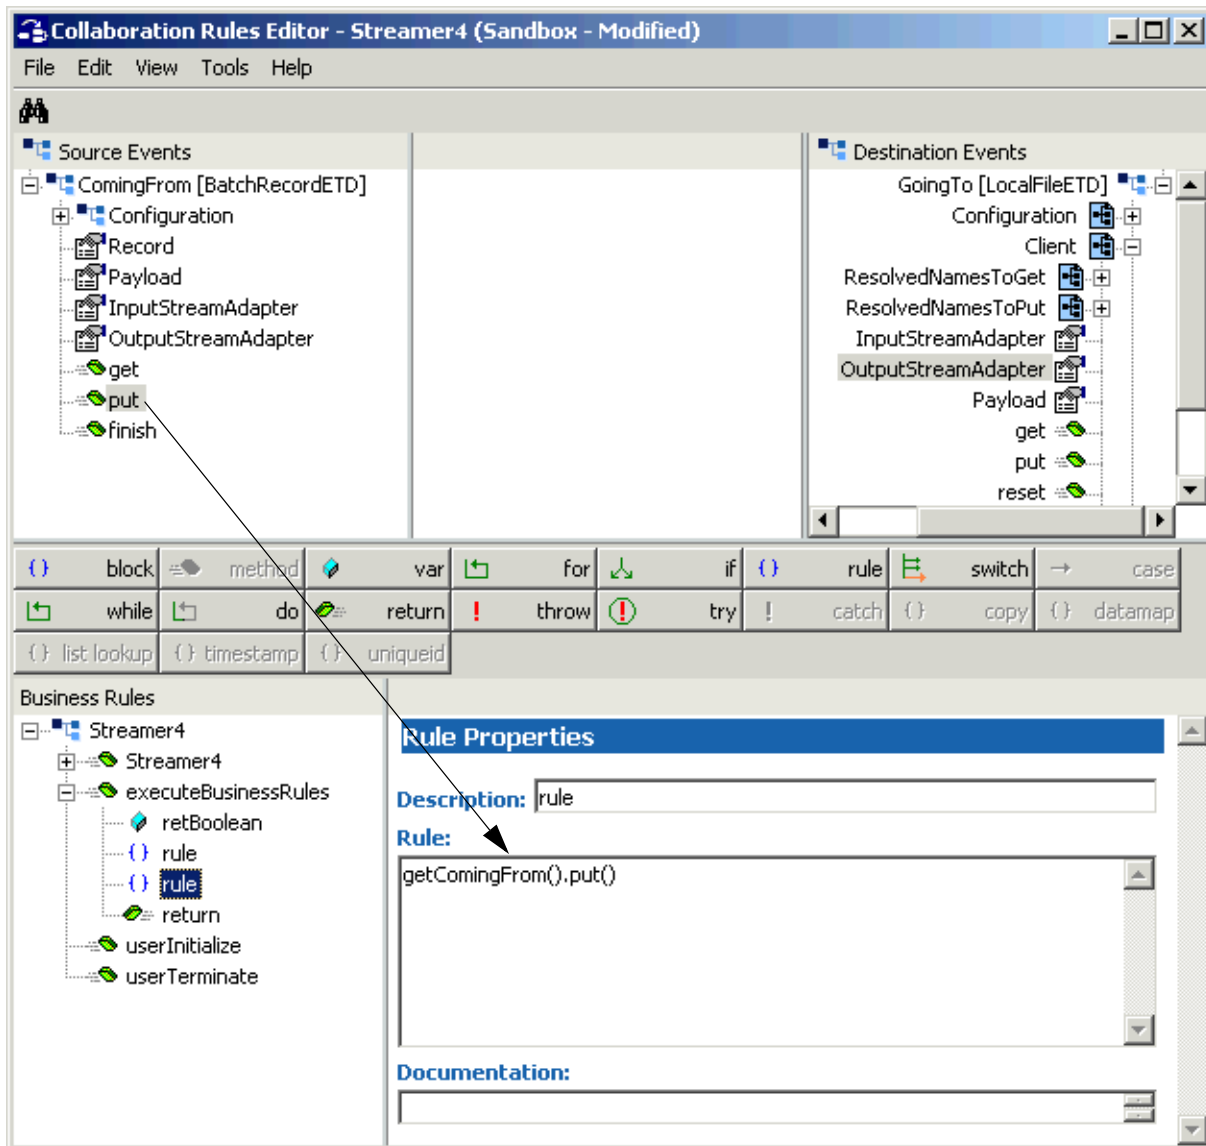 Collaboration Rules Editor - Streamer4 (Sandbox - Modified)
File Edit View Tools Help
Source Events
ComingFrom [BatchRecordETD]
Configuration
Record
Payload
InputStreamAdapter
OutputStreamAdapter
get
put
finish
Destination Events
GoingTo [LocalFileETD]
Configuration
Client
ResolvedNamesToGet
ResolvedNamesToPut
InputStreamAdapter
OutputStreamAdapter
Payload
get
put
reset
block method var for if rule switch case
while do return throw try catch copy datamap
list lookup timestamp uniqueid
Business Rules
Streamer4
Streamer4
executeBusinessRules
retBoolean
rule
rule
return
userInitialize
userTerminate
Rule Properties
Description: rule
Rule:
getComingFrom().put()
Documentation: